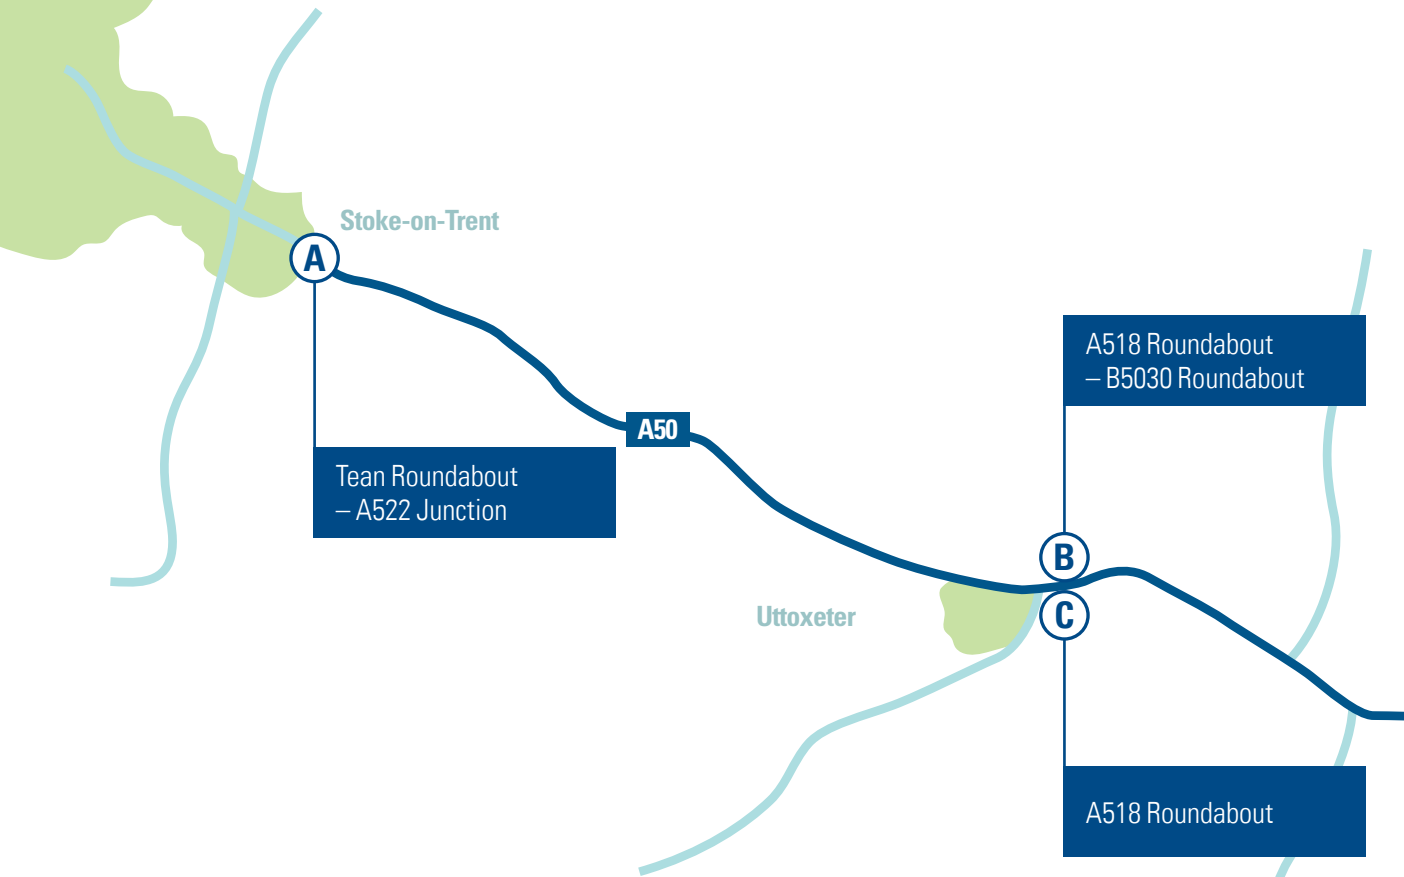 Stoke-on-Trent
A
A518 Roundabout
– B5030 Roundabout
A50
Tean Roundabout
– A522 Junction
B
Uttoxeter
C
A518 Roundabout